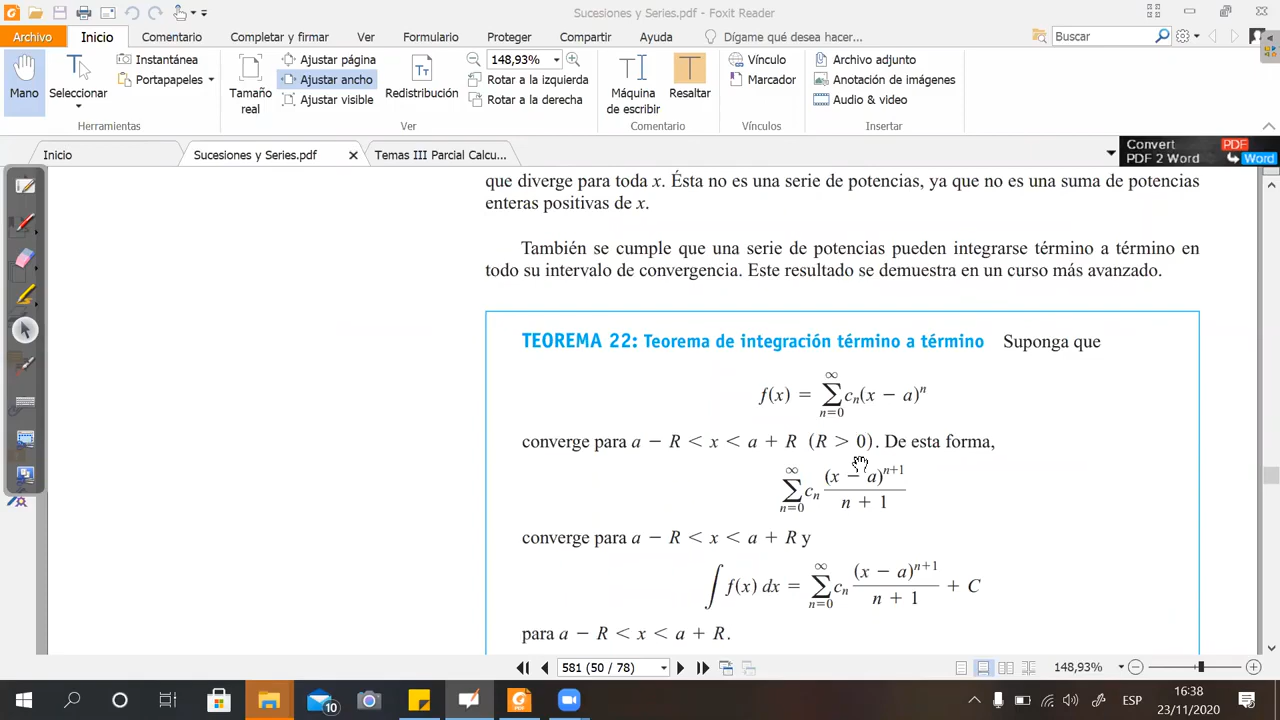 Sucesiones y Series.pdf - Foxit Reader
Archivo Inicio Comentario Completar y firmar Ver Formulario Proteger Compartir Ayuda Dígame qué desea hacer... Buscar
Mano
Seleccionar
Instantánea
Portapapeles
Herramientas
Tamaño real
Ajustar página
Ajustar ancho
Ajustar visible
Redistribución
148,93%
Rotar a la izquierda
Rotar a la derecha
Ver
Máquina de escribir
Resaltar
Comentario
Vínculo
Marcador
Vínculos
Archivo adjunto
Anotación de imágenes
Audio & video
Insertar
Inicio Sucesiones y Series.pdf Temas III Parcial Calcu...
Convert PDF
PDF 2 Word Word
que diverge para toda x. Ésta no es una serie de potencias, ya que no es una suma de potencias
enteras positivas de x.
También se cumple que una serie de potencias pueden integrarse término a término en
todo su intervalo de convergencia. Este resultado se demuestra en un curso más avanzado.
TEOREMA 22: Teorema de integración término a término Suponga que
f(x) = ∑_{n=0}^{∞} c_n(x − a)^n
converge para a − R < x < a + R (R > 0). De esta forma,
∑_{n=0}^{∞} c_n (x − a)^{n+1} / (n + 1)
converge para a − R < x < a + R y
∫ f(x) dx = ∑_{n=0}^{∞} c_n (x − a)^{n+1} / (n + 1) + C
para a − R < x < a + R.
581 (50 / 78) 148,93%
10 ESP 16:38
23/11/2020